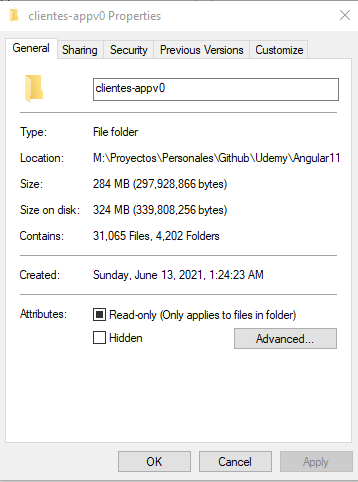 clientes-appv0 Properties
General Sharing Security Previous Versions Customize
clientes-appv0
Type: File folder
Location: M:\Proyectos\Personales\Github\Udemy\Angular11
Size: 284 MB (297,928,866 bytes)
Size on disk: 324 MB (339,808,256 bytes)
Contains: 31,065 Files, 4,202 Folders
Created: Sunday, June 13, 2021, 1:24:23 AM
Attributes: Read-only (Only applies to files in folder)
Hidden Advanced...
OK Cancel Apply